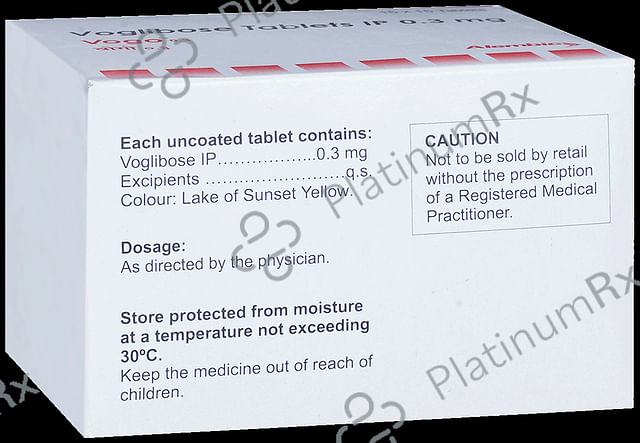 Voglibose Tablets IP 0.3 mg
Alembic
Each uncoated tablet contains:
Voglibose IP....................0.3 mg
Excipients ........................q.s.
Colour: Lake of Sunset Yellow.
Dosage:
As directed by the physician.
Store protected from moisture
at a temperature not exceeding
30ºC.
Keep the medicine out of reach of
children.
CAUTION
Not to be sold by retail
without the prescription
of a Registered Medical
Practitioner.
PlatinumRx
PlatinumRx
PlatinumRx
Rx